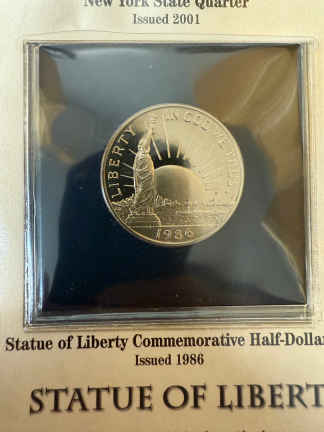 New York State Quarter
Issued 2001
LIBERTY
IN GOD WE TRUST
1986
Statue of Liberty Commemorative Half-Dollar
Issued 1986
STATUE OF LIBERT